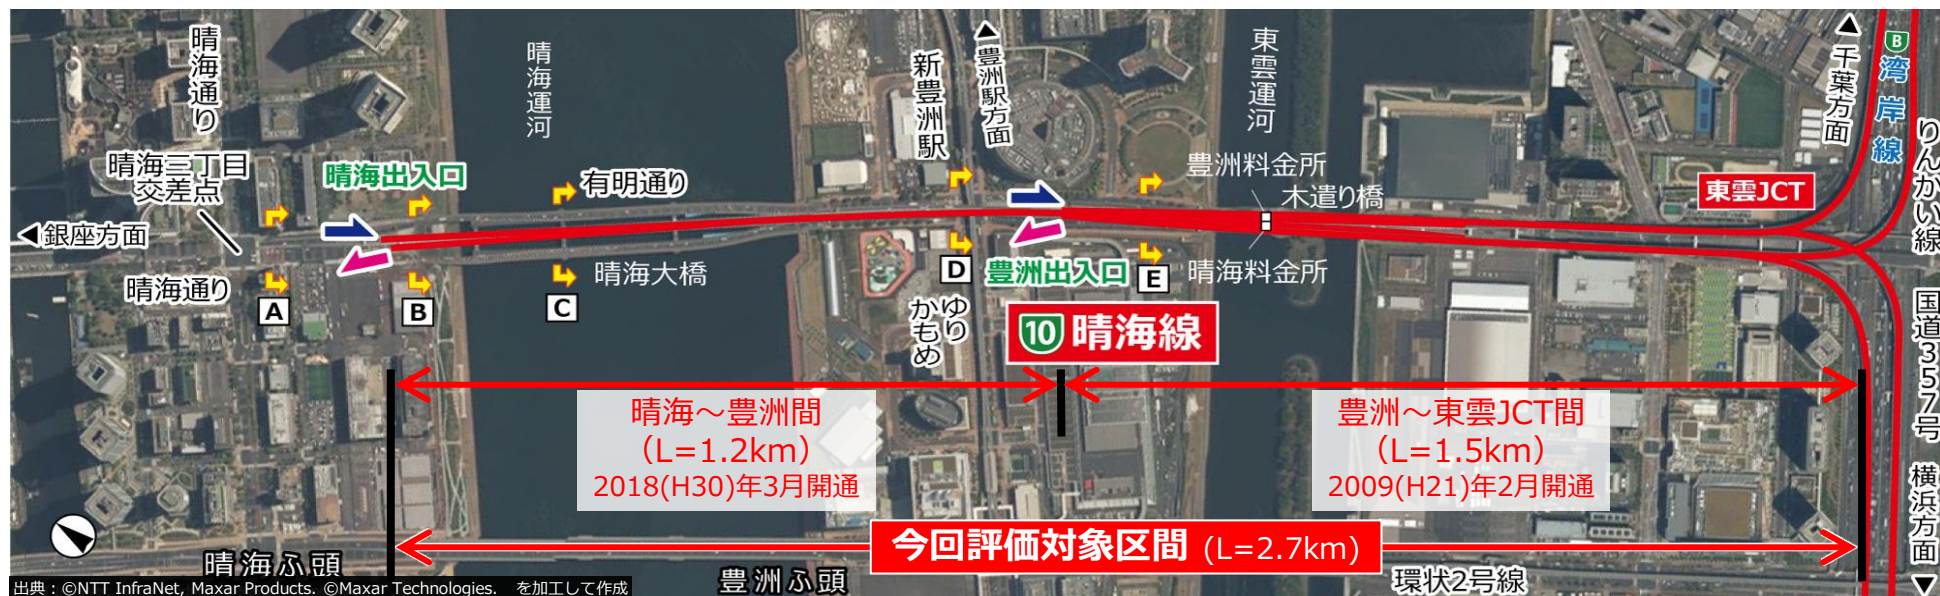 晴海通り
晴海運河
新豊洲駅
▲豊洲駅方面
東雲運河
▲千葉方面
B 湾岸線
りんかい線
晴海三丁目
交差点
晴海出入口
有明通り
豊洲料金所
木遣り橋
東雲JCT
◀銀座方面
晴海通り
晴海大橋
豊洲出入口
晴海料金所
A
B
C
D
E
ゆり
かもめ
10 晴海線
国道357号
横浜方面▼
晴海～豊洲間
（L=1.2km）
2018(H30)年3月開通
豊洲～東雲JCT間
（L=1.5km）
2009(H21)年2月開通
今回評価対象区間 (L=2.7km)
晴海ふ頭
豊洲ふ頭
環状2号線
出典：©NTT InfraNet, Maxar Products. ©Maxar Technologies. を加工して作成